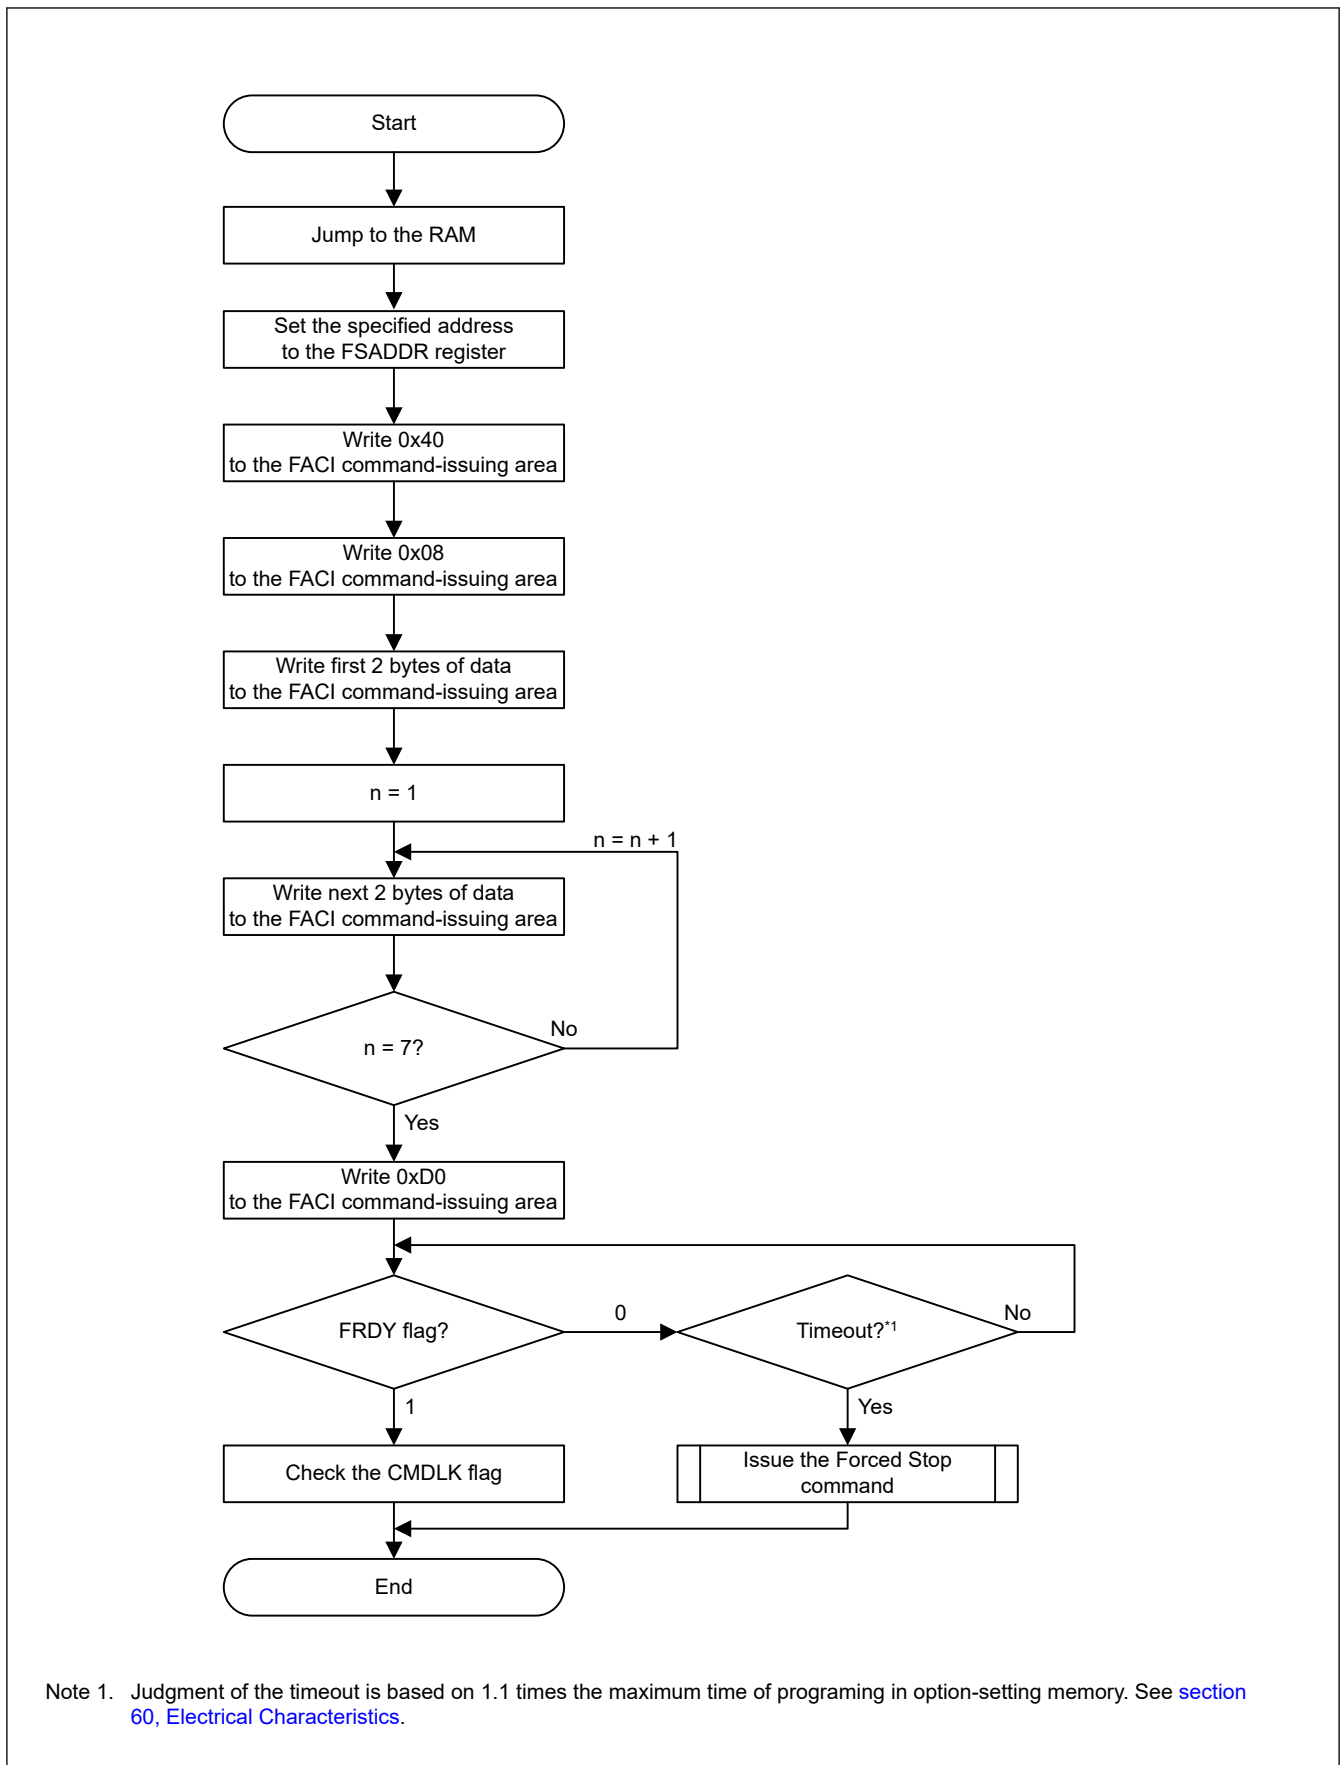 Start
Jump to the RAM
Set the specified address
to the FSADDR register
Write 0x40
to the FACI command-issuing area
Write 0x08
to the FACI command-issuing area
Write first 2 bytes of data
to the FACI command-issuing area
n = 1
n = n + 1
Write next 2 bytes of data
to the FACI command-issuing area
No
n = 7?
Yes
Write 0xD0
to the FACI command-issuing area
FRDY flag?
0
Timeout?*1
No
1
Yes
Check the CMDLK flag
Issue the Forced Stop
command
End
Note 1. Judgment of the timeout is based on 1.1 times the maximum time of programing in option-setting memory. See section
60, Electrical Characteristics.